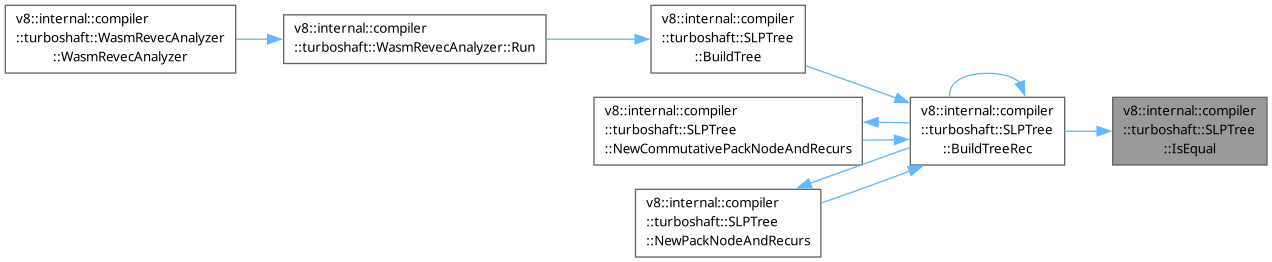 v8::internal::compiler
::turboshaft::WasmRevecAnalyzer
::WasmRevecAnalyzer
v8::internal::compiler
::turboshaft::WasmRevecAnalyzer::Run
v8::internal::compiler
::turboshaft::SLPTree
::BuildTree
v8::internal::compiler
::turboshaft::SLPTree
::NewCommutativePackNodeAndRecurs
v8::internal::compiler
::turboshaft::SLPTree
::NewPackNodeAndRecurs
v8::internal::compiler
::turboshaft::SLPTree
::BuildTreeRec
v8::internal::compiler
::turboshaft::SLPTree
::IsEqual